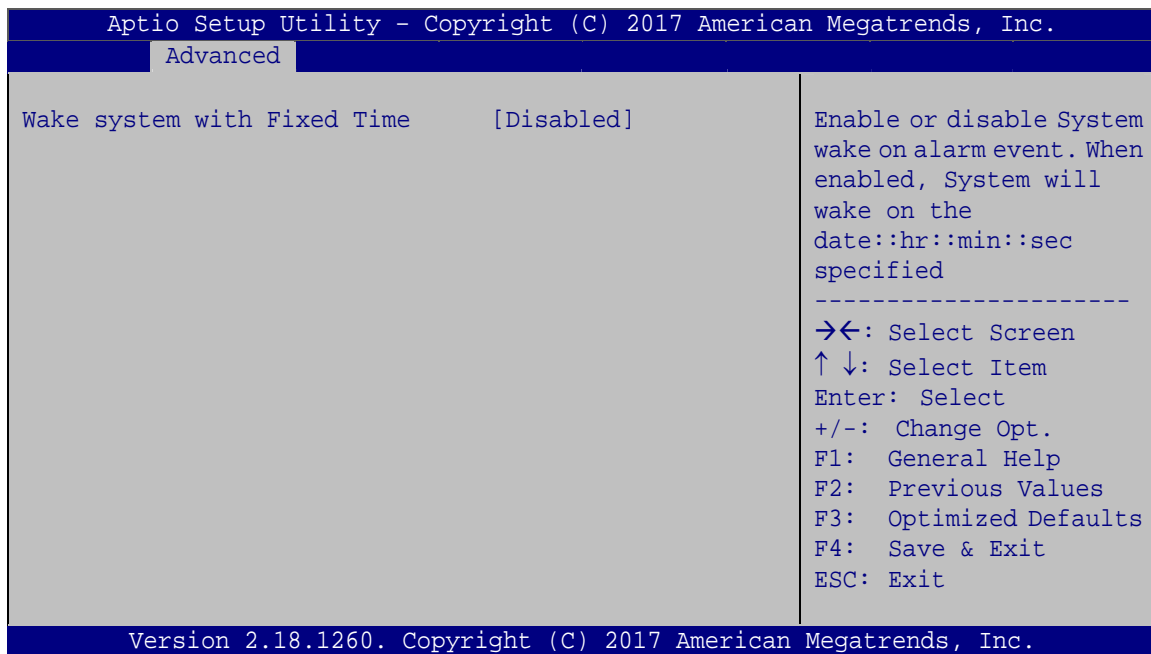 Aptio Setup Utility – Copyright (C) 2017 American Megatrends, Inc.
Advanced
Wake system with Fixed Time [Disabled]
Enable or disable System
wake on alarm event. When
enabled, System will
wake on the
date::hr::min::sec
specified
----------------------
→←: Select Screen
↑ ↓: Select Item
Enter: Select
+/-: Change Opt.
F1: General Help
F2: Previous Values
F3: Optimized Defaults
F4: Save & Exit
ESC: Exit
Version 2.18.1260. Copyright (C) 2017 American Megatrends, Inc.